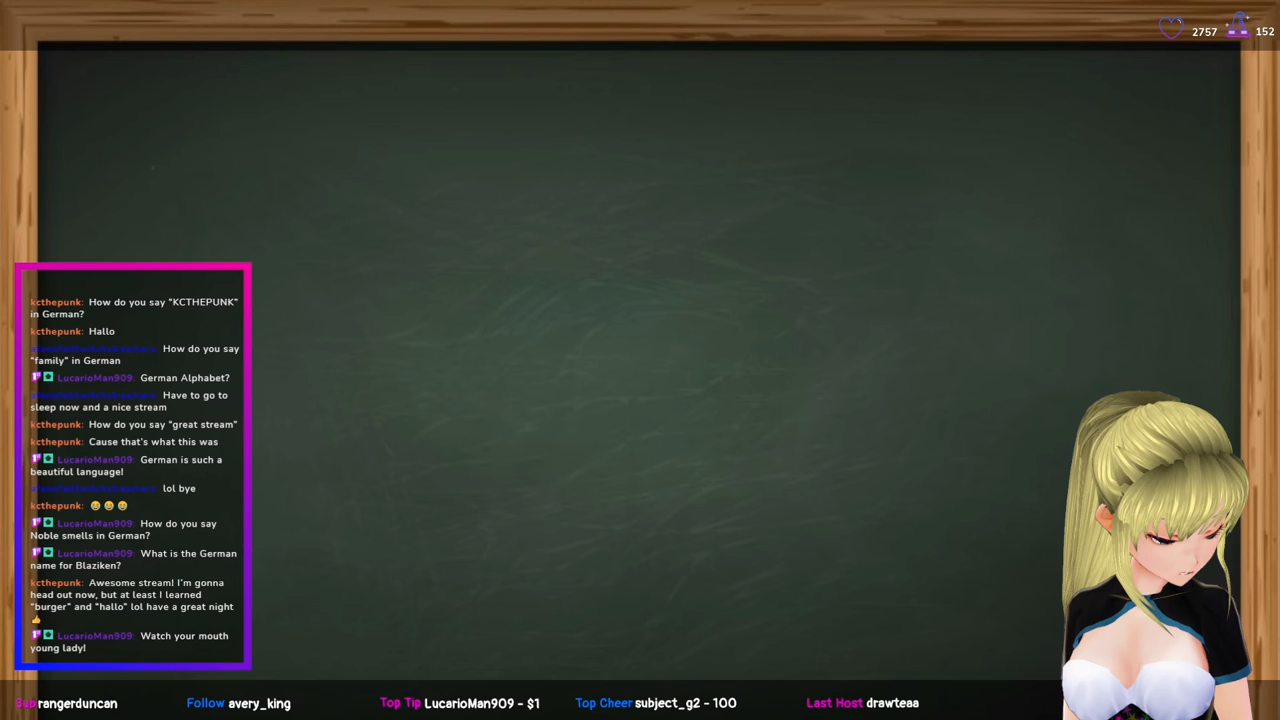 2757 152
kcthepunk: How do you say "KCTHEPUNK"
in German?
kcthepunk: Hallo
How do you say
"family" in German
LucarioMan909: German Alphabet?
Have to go to
sleep now and a nice stream
kcthepunk: How do you say "great stream"
kcthepunk: Cause that's what this was
LucarioMan909: German is such a
beautiful language!
lol bye
kcthepunk: 😭 😭 😭
LucarioMan909: How do you say
Noble smells in German?
LucarioMan909: What is the German
name for Blaziken?
kcthepunk: Awesome stream! I'm gonna
head out now, but at least I learned
"burger" and "hallo" lol have a great night
👍
LucarioMan909: Watch your mouth
young lady!
Sub rangerduncan Follow avery_king Top Tip LucarioMan909 - $1 Top Cheer subject_g2 - 100 Last Host drawteaa